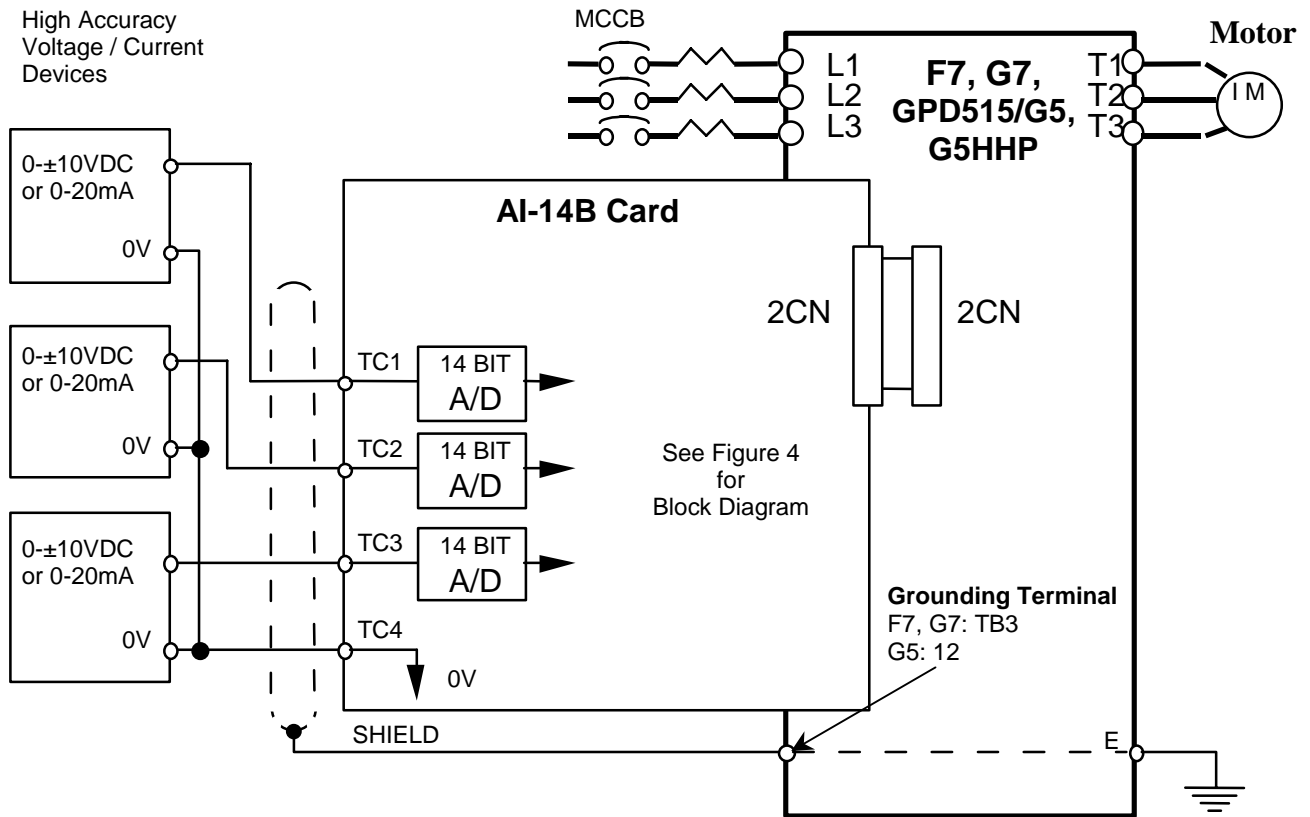 High Accuracy
Voltage / Current
Devices
MCCB
Motor
L1
L2
L3
F7, G7,
GPD515/G5,
G5HHP
T1
T2
T3
I M
0-±10VDC
or 0-20mA
0V
AI-14B Card
2CN
2CN
0-±10VDC
or 0-20mA
0V
TC1
14 BIT
A/D
TC2
14 BIT
A/D
See Figure 4
for
Block Diagram
0-±10VDC
or 0-20mA
0V
TC3
14 BIT
A/D
TC4
0V
Grounding Terminal
F7, G7: TB3
G5: 12
SHIELD
E